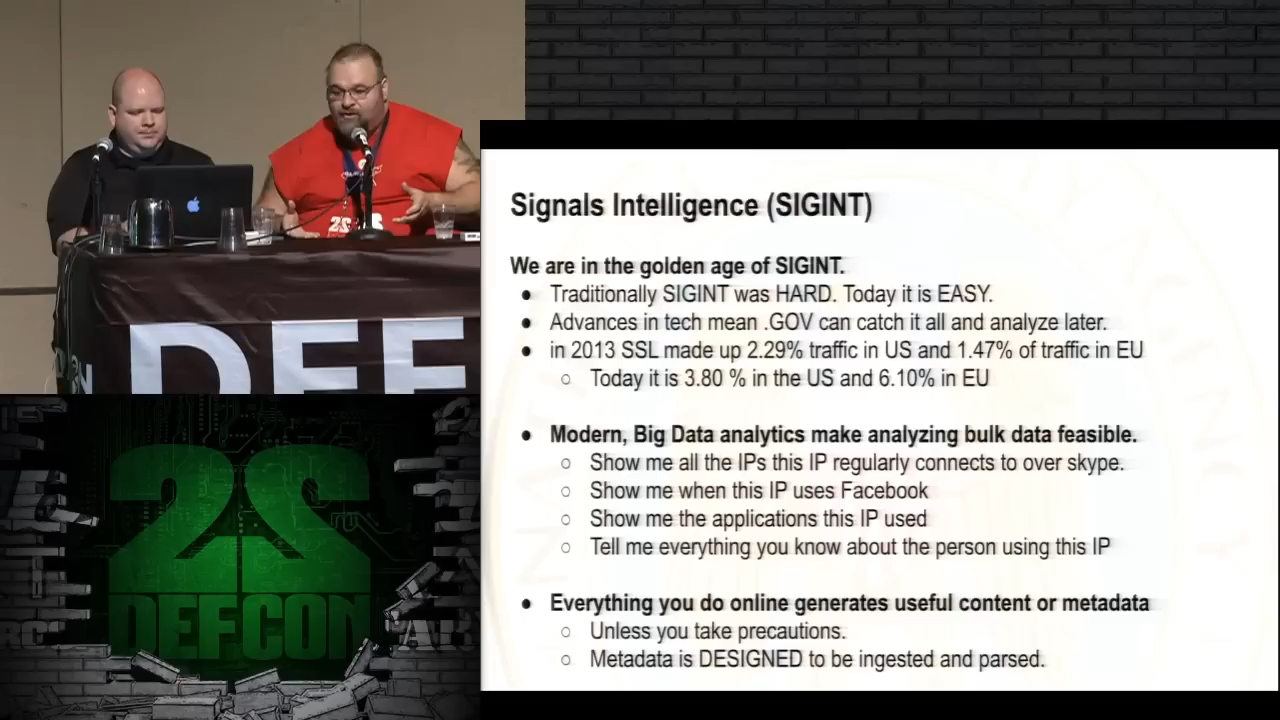 Signals Intelligence (SIGINT)
We are in the golden age of SIGINT.
● Traditionally SIGINT was HARD. Today it is EASY.
● Advances in tech mean .GOV can catch it all and analyze later.
● in 2013 SSL made up 2.29% traffic in US and 1.47% of traffic in EU
○ Today it is 3.80 % in the US and 6.10% in EU
● Modern, Big Data analytics make analyzing bulk data feasible.
○ Show me all the IPs this IP regularly connects to over skype.
○ Show me when this IP uses Facebook
○ Show me the applications this IP used
○ Tell me everything you know about the person using this IP
● Everything you do online generates useful content or metadata
○ Unless you take precautions.
○ Metadata is DESIGNED to be ingested and parsed.
DEF
22
DEFCON